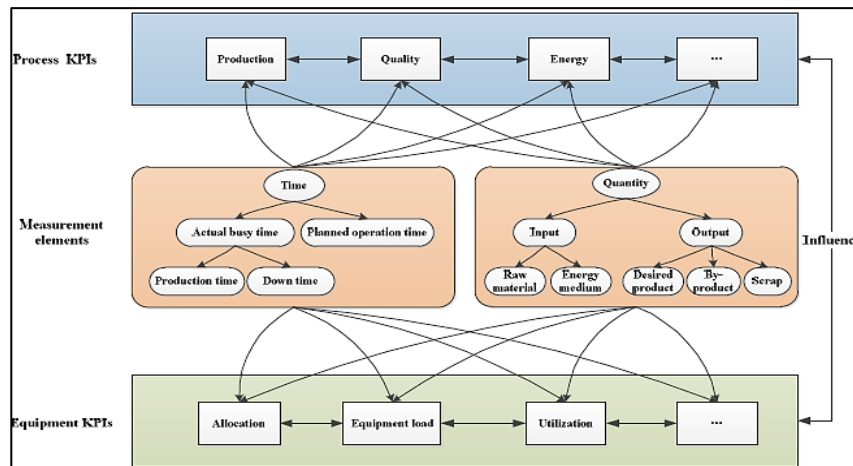 Process KPIs
Production
Quality
Energy
...
Time
Quantity
Measurement
elements
Actual busy time
Planned operation time
Input
Output
Influenc
Production time
Down time
Raw
material
Energy
medium
Desired
product
By-
product
Scrap
Equipment KPIs
Allocation
Equipment load
Utilization
...